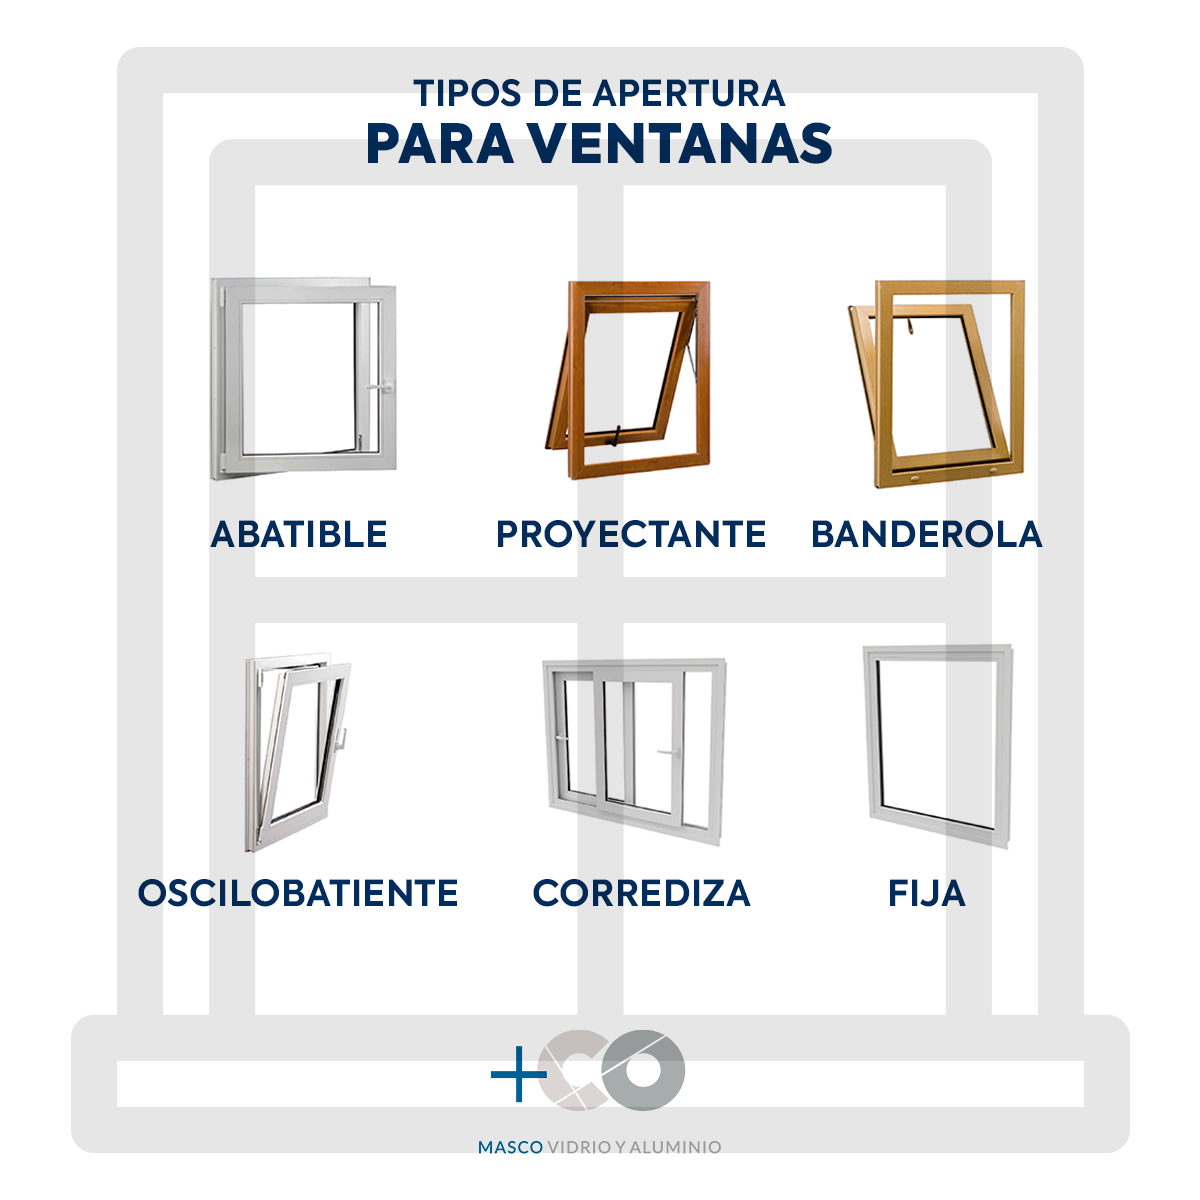 TIPOS DE APERTURA
PARA VENTANAS
ABATIBLE
PROYECTANTE
BANDEROLA
OSCILOBATIENTE
CORREDIZA
FIJA
+CO
MASCO VIDRIO Y ALUMINIO